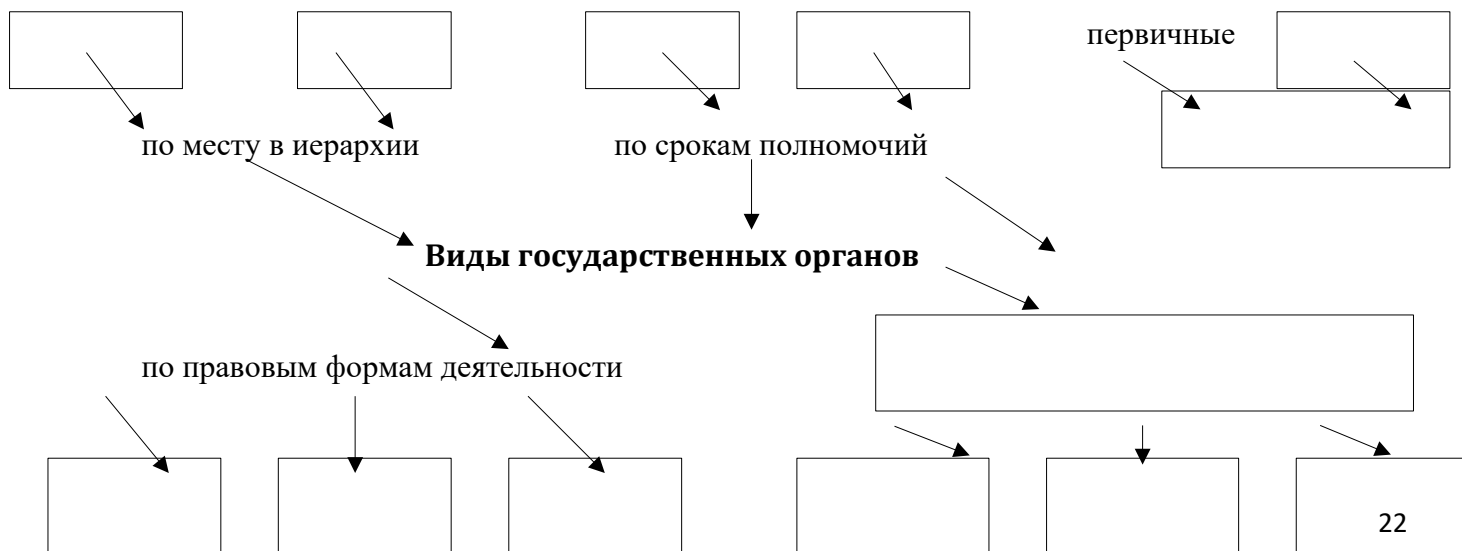 первичные
по месту в иерархии
по срокам полномочий
Виды государственных органов
по правовым формам деятельности
22